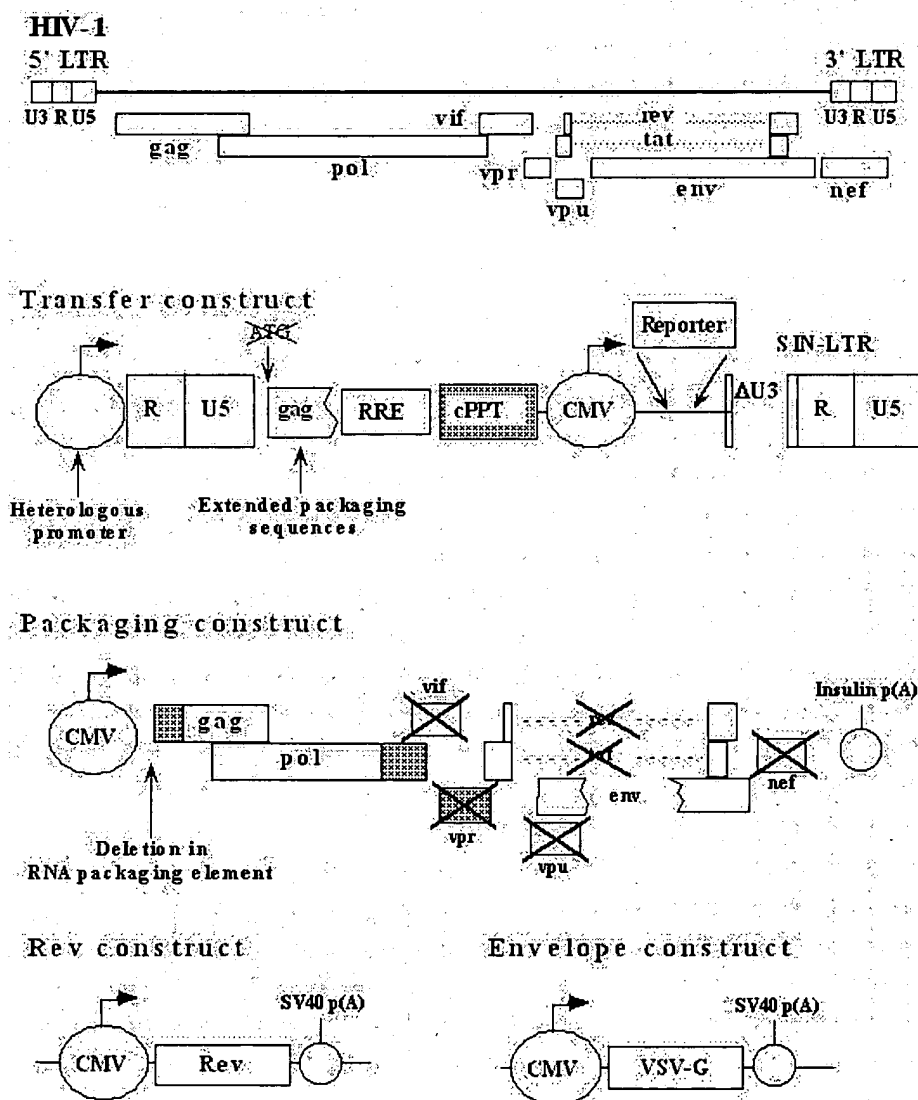 HIV-1
5' LTR
3' LTR
U3 R U5
U3 R U5
gag
pol
vif
vpr
vpu
rev
tat
env
nef
Transfer construct
ATG
Reporter
SIN-LTR
R
U5
gag
RRE
cPPT
CMV
ΔU3
R
U5
Heterologous
promoter
Extended packaging
sequences
Packaging construct
CMV
gag
pol
vif
vpr
vpu
rev
env
nef
Insulin p(A)
Deletion in
RNA packaging element
Rev construct
SV40 p(A)
CMV
Rev
Envelope construct
SV40 p(A)
CMV
VSV-G